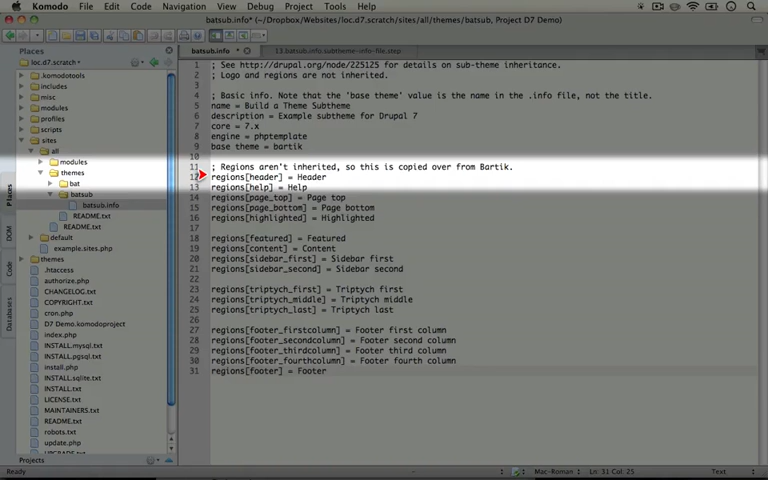 Komodo File Edit Code Navigation View Debug Project Tools Help
batsub.info* (~/Dropbox/Websites/loc.d7.scratch/sites/all/themes/batsub, Project D7 Demo)
Places
loc.d7.scratch
.komodotools
includes
misc
modules
profiles
scripts
sites
all
modules
themes
bat
batsub
batsub.info
README.txt
README.txt
default
example.sites.php
themes
.htaccess
authorize.php
CHANGELOG.txt
COPYRIGHT.txt
cron.php
D7 Demo.komodoproject
index.php
INSTALL.mysql.txt
INSTALL.pgsql.txt
install.php
INSTALL.sqlite.txt
INSTALL.txt
LICENSE.txt
MAINTAINERS.txt
README.txt
robots.txt
update.php
UPGRADE.txt
Projects
Places
DOM
Code
Databases
batsub.info * 13.batsub.info.subtheme-info-file.step
1 ; See http://drupal.org/node/225125 for details on sub-theme inheritance.
2 ; Logo and regions are not inherited.
3
4 ; Basic info. Note that the 'base theme' value is the name in the .info file, not the title.
5 name = Build a Theme Subtheme
6 description = Example subtheme for Drupal 7
7 core = 7.x
8 engine = phptemplate
9 base theme = bartik
10
11 ; Regions aren't inherited, so this is copied over from Bartik.
12 regions[header] = Header
13 regions[help] = Help
14 regions[page_top] = Page top
15 regions[page_bottom] = Page bottom
16 regions[highlighted] = Highlighted
17
18 regions[featured] = Featured
19 regions[content] = Content
20 regions[sidebar_first] = Sidebar first
21 regions[sidebar_second] = Sidebar second
22
23 regions[triptych_first] = Triptych first
24 regions[triptych_middle] = Triptych middle
25 regions[triptych_last] = Triptych last
26
27 regions[footer_firstcolumn] = Footer first column
28 regions[footer_secondcolumn] = Footer second column
29 regions[footer_thirdcolumn] = Footer third column
30 regions[footer_fourthcolumn] = Footer fourth column
31 regions[footer] = Footer
Ready Mac-Roman Ln: 31 Col: 25 Text